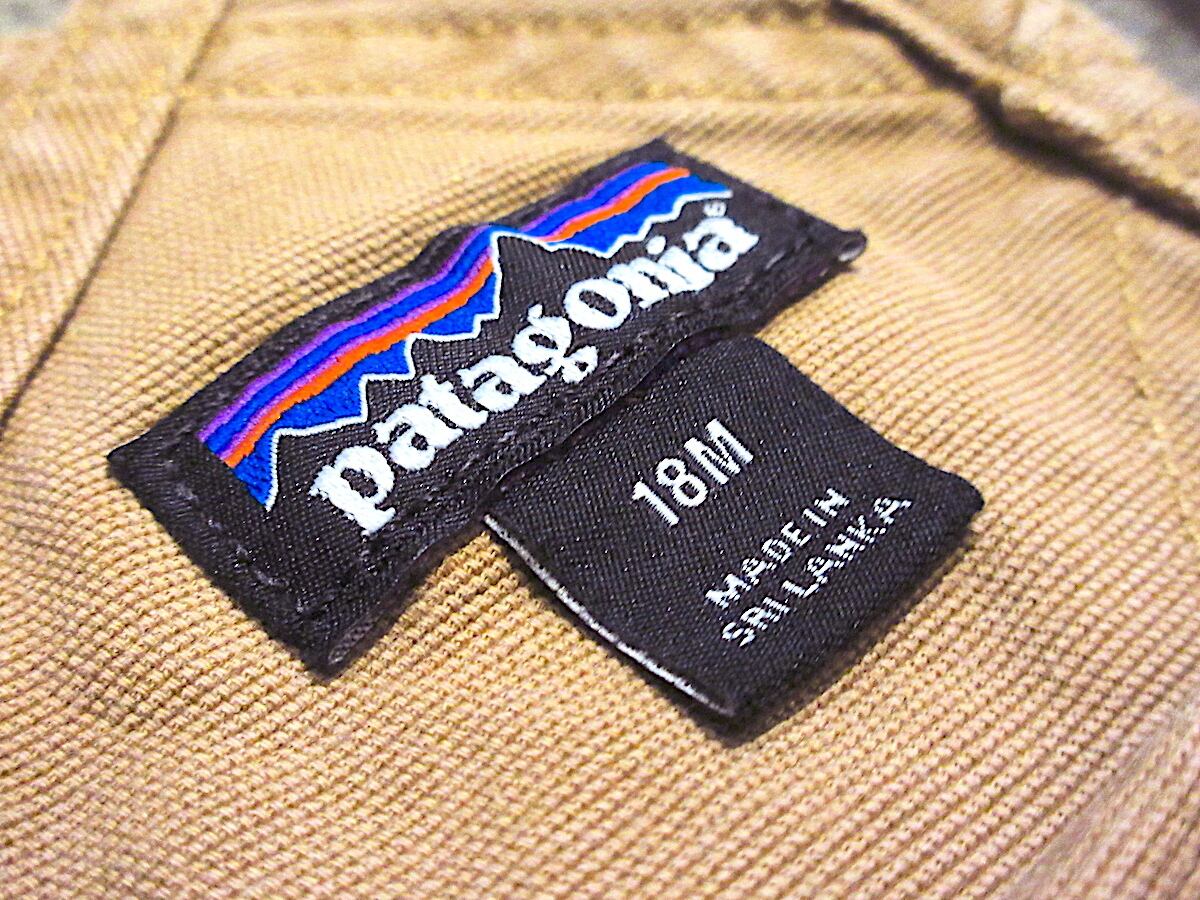 patagonia®
18M
MADE IN
SRI LANKA